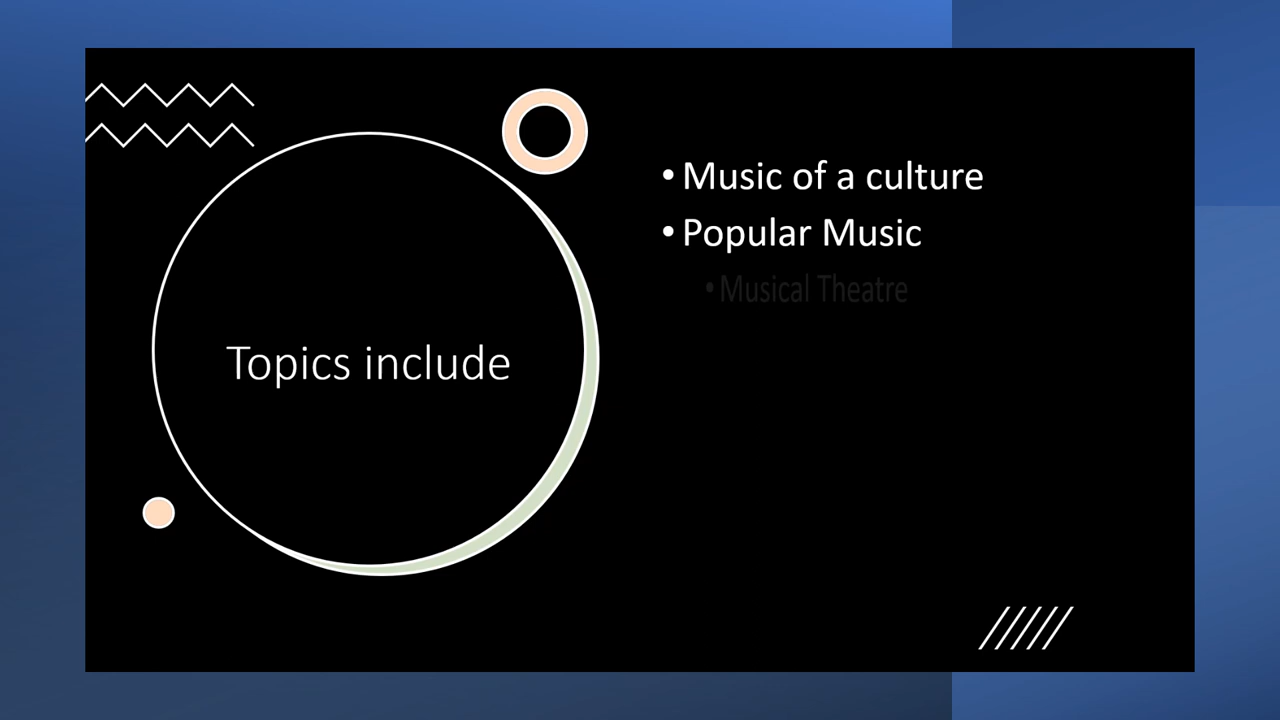 Topics include
• Music of a culture
• Popular Music
• Musical Theatre